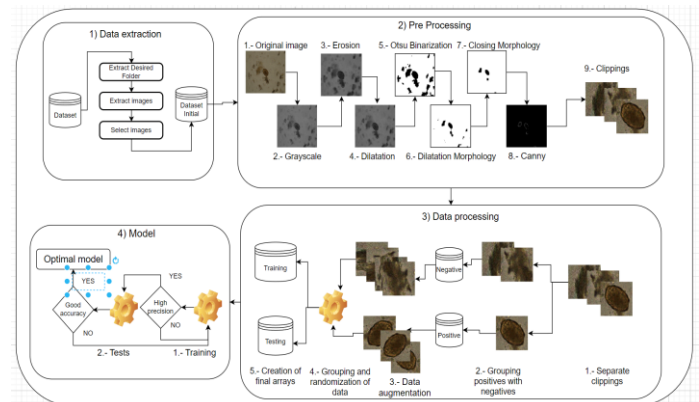 1) Data extraction
Extract Desired
Folder
Extract images
Select images
Dataset
Dataset
Initial
2) Pre Processing
1.- Original image
3.- Erosion
5.- Otsu Binarization
7.- Closing Morphology
9.- Clippings
2.- Grayscale
4.- Dilatation
6.- Dilatation Morphology
8.- Canny
4) Model
Optimal model
YES
YES
Good
accuracy
High
precision
NO
NO
2.- Tests
1.- Training
3) Data processing
Training
Testing
Negative
Positive
5.- Creation of
final arrays
4.- Grouping and
randomization of
data
3.- Data
augmentation
2.- Grouping
positives with
negatives
1.- Separate
clippings